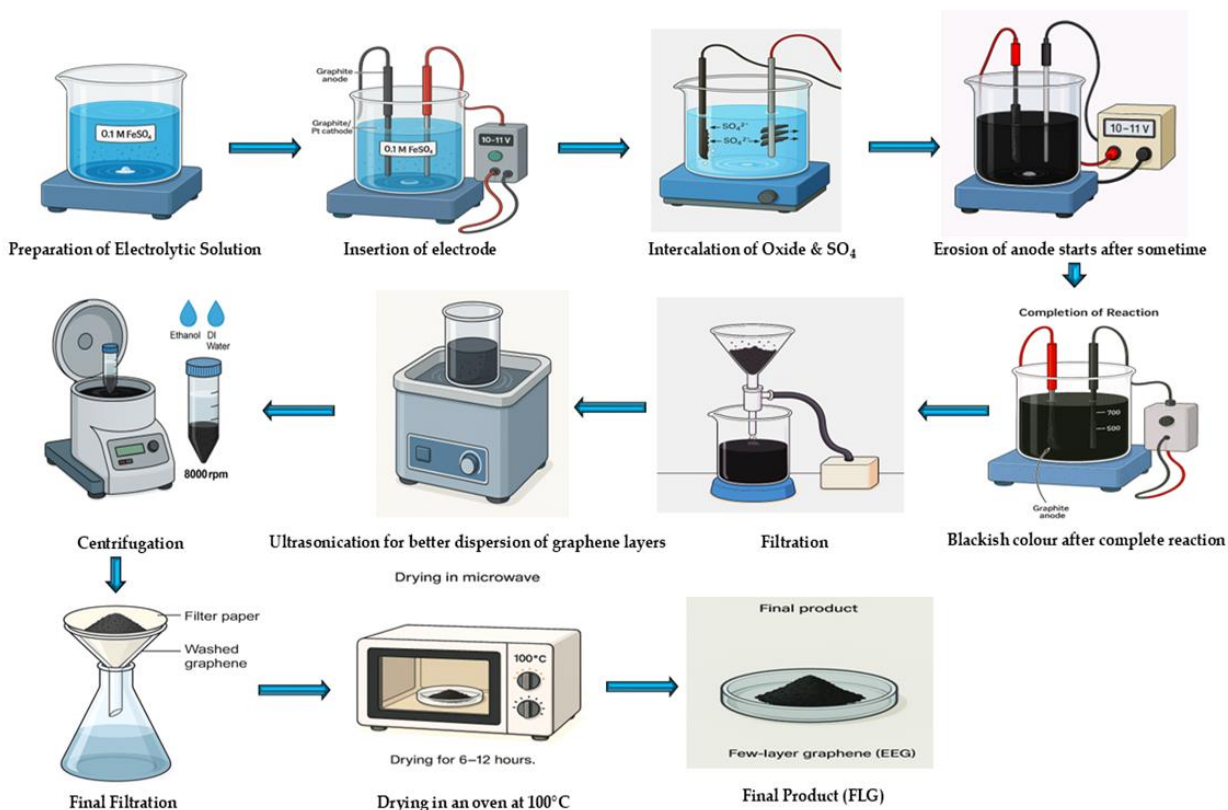 0.1 M FeSO₄
Preparation of Electrolytic Solution
Graphite
anode
Graphite/
Pt cathode
0.1 M FeSO₄
10-11 V
Insertion of electrode
SO₄²⁻
SO₄²⁻
Intercalation of Oxide & SO₄
10-11 V
Erosion of anode starts after sometime
Completion of Reaction
700
500
Graphite
anode
Blackish colour after complete reaction
Filtration
Ultrasonication for better dispersion of graphene layers
Ethanol
DI
Water
8000 rpm
Centrifugation
Filter paper
Washed
graphene
Final Filtration
Drying in microwave
100°C
Drying for 6–12 hours.
Drying in an oven at 100°C
Final product
Few-layer graphene (EEG)
Final Product (FLG)